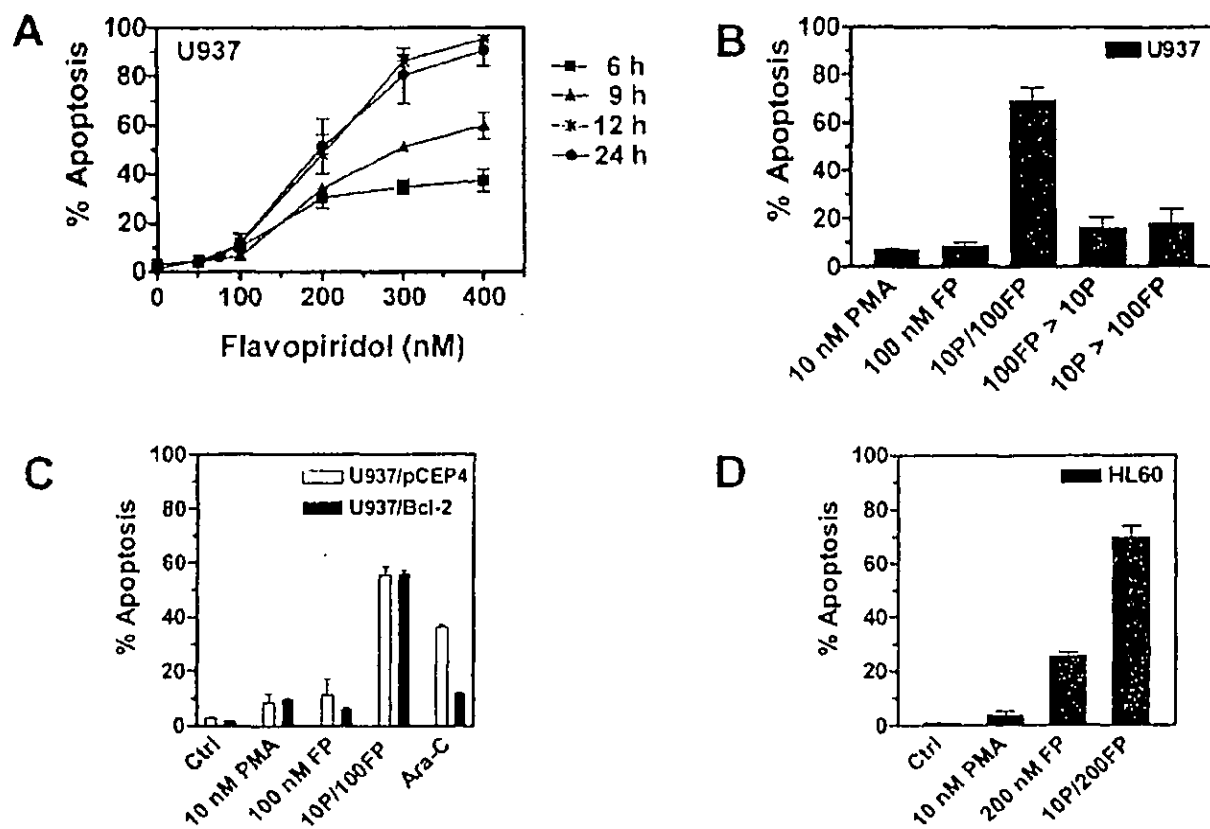 A
U937
% Apoptosis
100
80
60
40
20
0
0 100 200 300 400
Flavopiridol (nM)
6 h
9 h
12 h
24 h
B
U937
% Apoptosis
100
80
60
40
20
0
10 nM PMA
100 nM FP
10P/100FP
100FP > 10P
10P > 100FP
C
U937/pCEP4
U937/Bcl-2
% Apoptosis
100
80
60
40
20
0
Ctrl
10 nM PMA
100 nM FP
10P/100FP
Ara-C
D
HL60
% Apoptosis
100
80
60
40
20
0
Ctrl
10 nM PMA
200 nM FP
10P/200FP